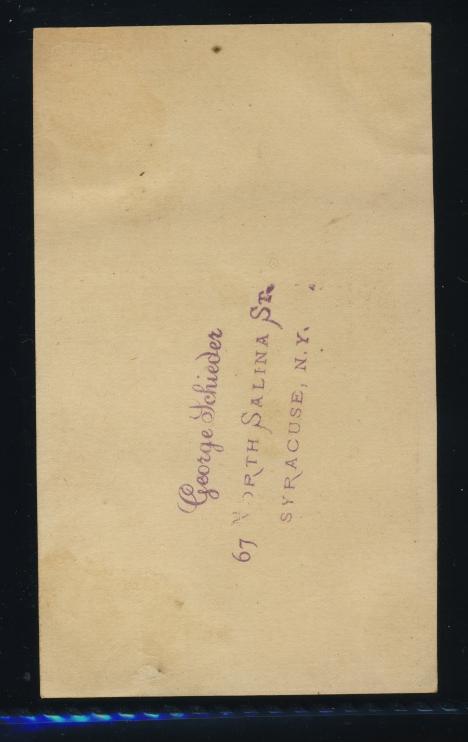 George Schieder
67 NORTH SALINA ST.
SYRACUSE, N.Y.